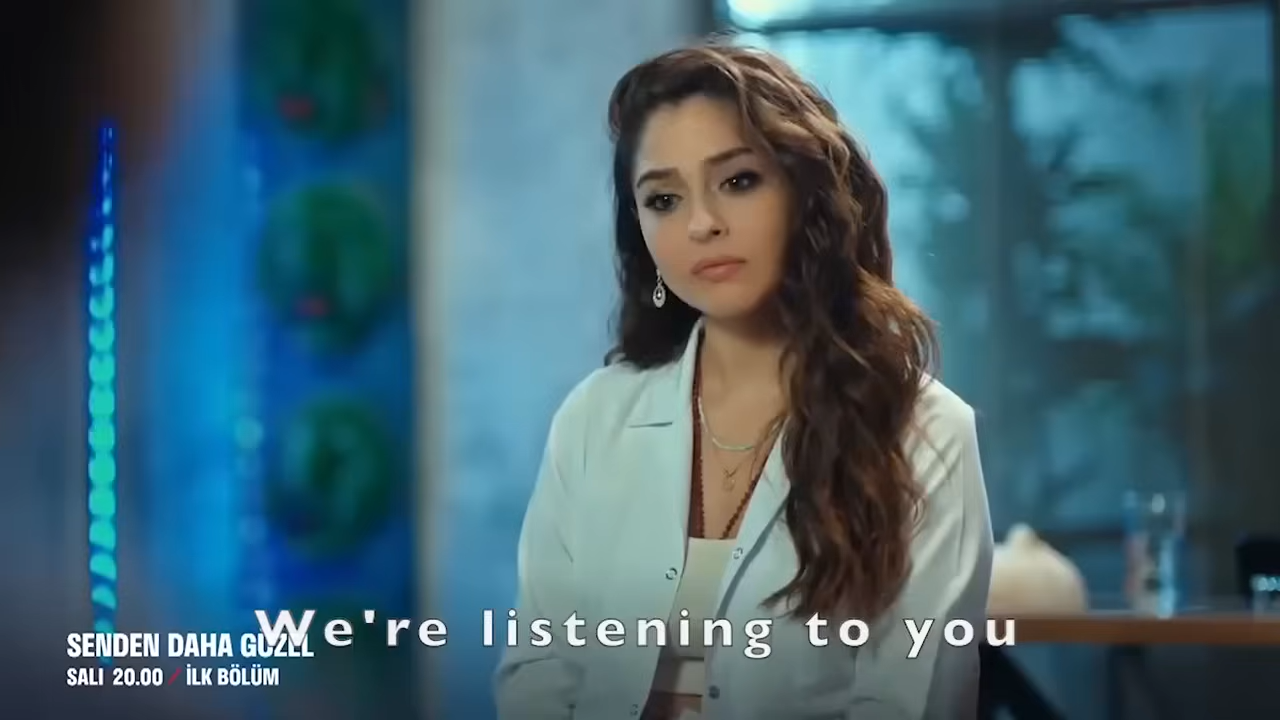 We're listening to you
SENDEN DAHA GÜZEL
SALI 20.00 / İLK BÖLÜM